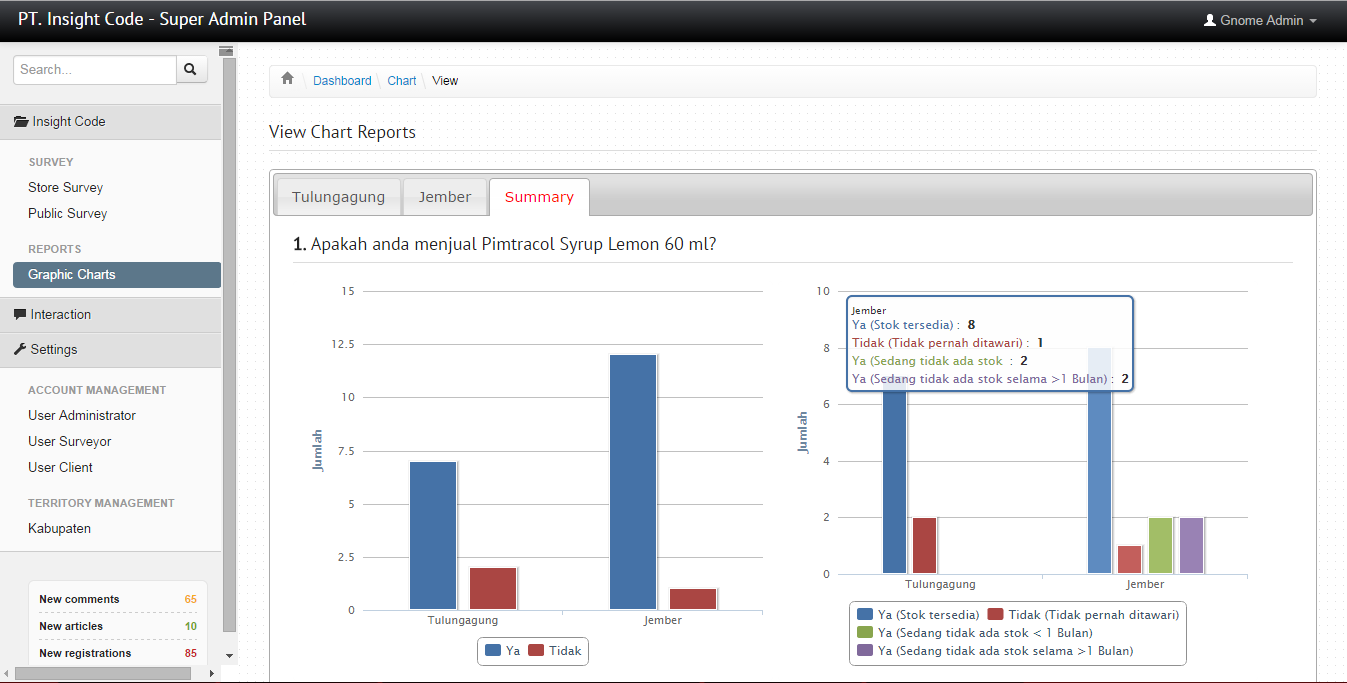 PT. Insight Code - Super Admin Panel
Gnome Admin
Search...
Dashboard
Chart
View
Insight Code
SURVEY
Store Survey
Public Survey
REPORTS
Graphic Charts
Interaction
Settings
ACCOUNT MANAGEMENT
User Administrator
User Surveyor
User Client
TERRITORY MANAGEMENT
Kabupaten
New comments 65
New articles 10
New registrations 85
View Chart Reports
Tulungagung
Jember
Summary
1. Apakah anda menjual Pimtracol Syrup Lemon 60 ml?
15
12.5
10
7.5
5
2.5
0
Jumlah
Tulungagung
Jember
Ya
Tidak
10
8
6
4
2
0
Jumlah
Jember
Ya (Stok tersedia) : 8
Tidak (Tidak pernah ditawari) : 1
Ya (Sedang tidak ada stok : 2
Ya (Sedang tidak ada stok selama >1 Bulan) : 2
Tulungagung
Jember
Ya (Stok tersedia) Tidak (Tidak pernah ditawari)
Ya (Sedang tidak ada stok < 1 Bulan)
Ya (Sedang tidak ada stok selama >1 Bulan)